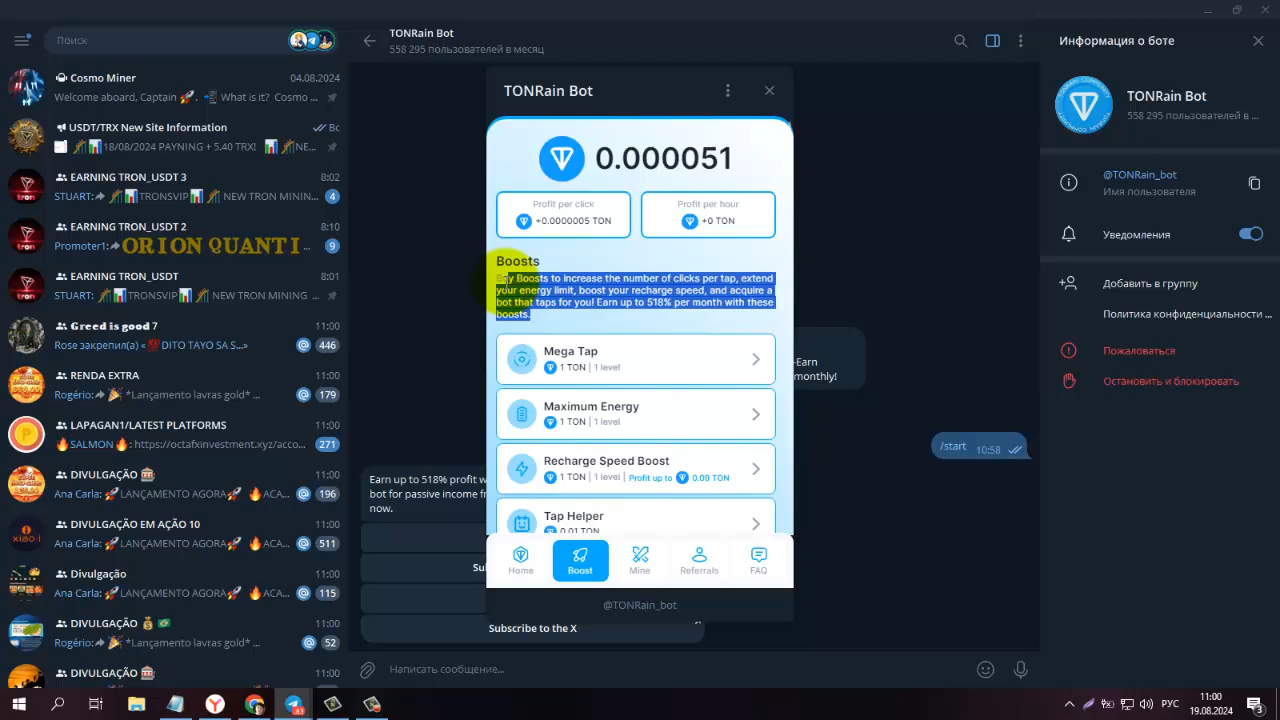 Поиск
Cosmo Miner
04.08.2024
Welcome aboard, Captain 🚀. 📲 What is it? Cosmo ...
USDT/TRX New Site Information
Вс
18/08/2024 PAYNING + 5.40 TRX! 📊NE...
EARNING TRON_USDT 3
8:02
STUART: TRONSVIP NEW TRON MININ...
4
EARNING TRON_USDT 2
8:10
Promoter1: ORION QUANTI...
9
EARNING TRON_USDT
8:01
STUART: TRONSVIP NEW TRON MINING ...
𝐆𝐫𝐞𝐞𝐝 𝐢𝐬 𝐠𝐨𝐨𝐝 7
11:00
Rose закрепил(а) «DITO TAYO SA S...»
@ 446
RENDA EXTRA
11:00
Rogério: *Lançamento lavras gold* ...
@ 179
LAPAGAN1/LATEST PLATFORMS
11:00
🔥SALMON🔥: https://octafxinvestment.xyz/acco...
271
DIVULGAÇÃO 🎰
11:00
Ana Carla: 🚀LANÇAMENTO AGORA🚀 🔥ACA...
@ 196
DIVULGAÇÃO EM AÇÃO 10
11:00
Ana Carla: 🚀LANÇAMENTO AGORA🚀 🔥ACA...
@ 511
Divulgação
11:00
Ana Carla: 🚀LANÇAMENTO AGORA🚀 🔥ACA...
@ 115
DIVULGAÇÃO 💰 🇧🇷
11:00
Rogério: *Lançamento lavras gold* ...
@ 52
DIVULGAÇÃO 🎰
11:00
TONRain Bot
558 295 пользователей в месяц
-Earn
monthly!
/start 10:58
Earn up to 518% profit w
bot for passive income fr
now.
Sul
Subscribe to the X
Написать сообщение...
TONRain Bot
0.000051
Profit per click
+0.0000005 TON
Profit per hour
+0 TON
Boosts
Buy Boosts to increase the number of clicks per tap, extend
your energy limit, boost your recharge speed, and acquire a
bot that taps for you! Earn up to 518% per month with these
boosts.
Mega Tap
1 TON | 1 level
Maximum Energy
1 TON | 1 level
Recharge Speed Boost
1 TON | 1 level | Profit up to 0.09 TON
Tap Helper
0.01 TON
Home
Boost
Mine
Referrals
FAQ
@TONRain_bot
Информация о боте
TONRain Bot
558 295 пользователей в ...
@TONRain_bot
Имя пользователя
Уведомления
Добавить в группу
Политика конфиденциальности ...
Пожаловаться
Остановить и блокировать
РУС
11:00
19.08.2024
3